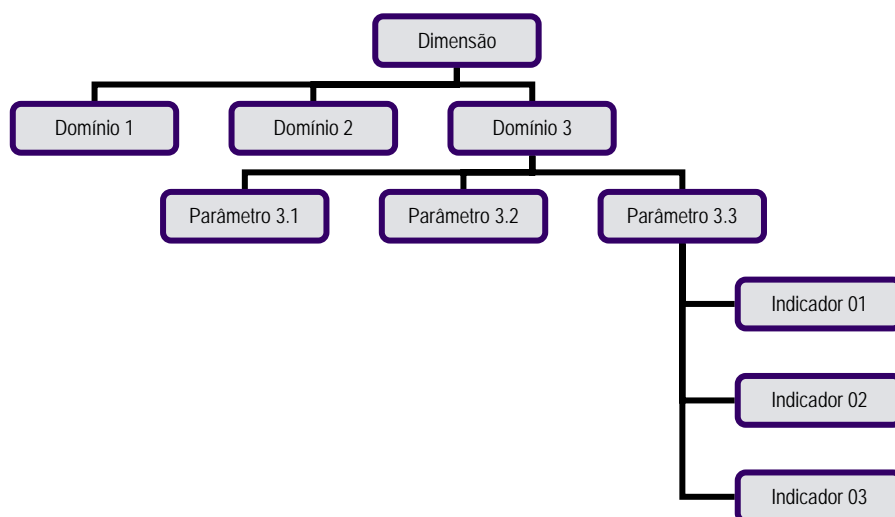 Dimensão
Domínio 1
Domínio 2
Domínio 3
Parâmetro 3.1
Parâmetro 3.2
Parâmetro 3.3
Indicador 01
Indicador 02
Indicador 03